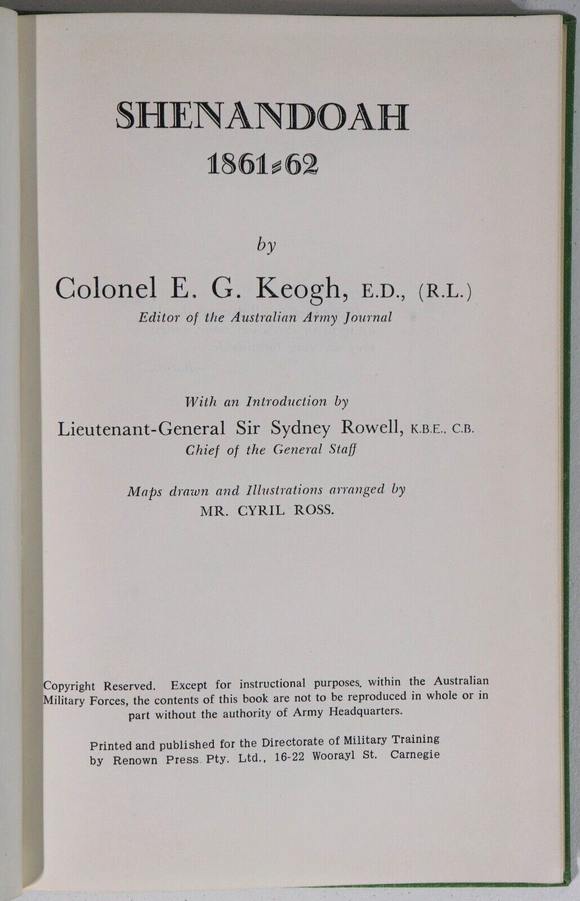 SHENANDOAH
1861-62
by
Colonel E. G. Keogh, E.D., (R.L.)
Editor of the Australian Army Journal
With an Introduction by
Lieutenant-General Sir Sydney Rowell, K.B.E., C.B.
Chief of the General Staff
Maps drawn and Illustrations arranged by
MR. CYRIL ROSS.
Copyright Reserved. Except for instructional purposes, within the Australian
Military Forces, the contents of this book are not to be reproduced in whole or in
part without the authority of Army Headquarters.
Printed and published for the Directorate of Military Training
by Renown Press Pty. Ltd., 16-22 Woorayl St. Carnegie